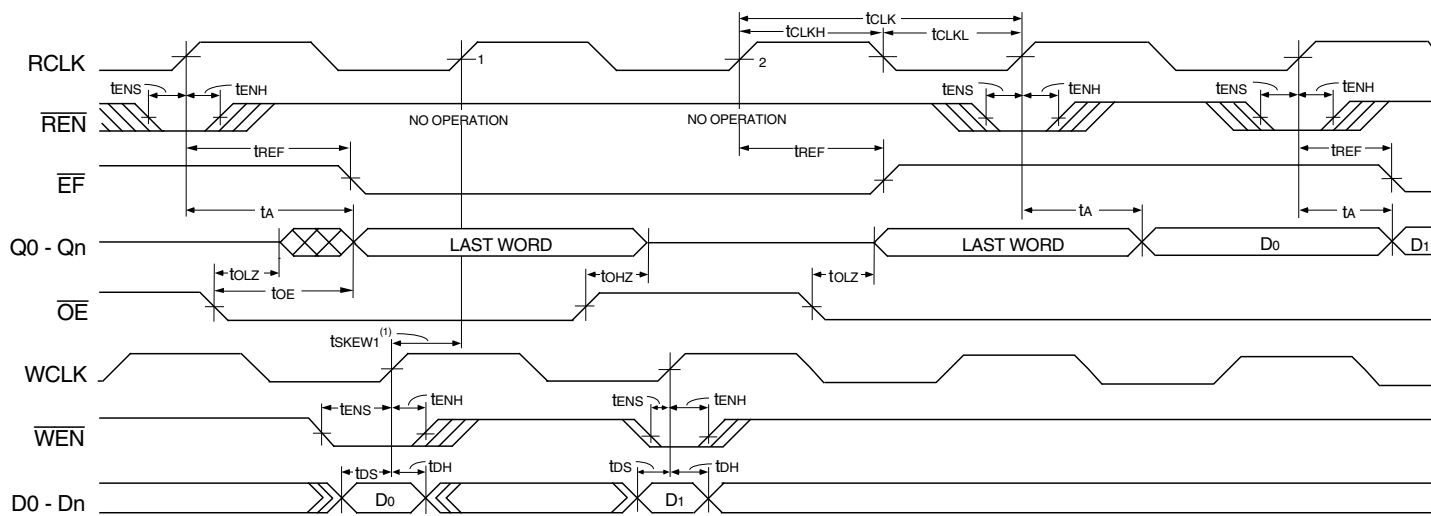 tCLK
tCLKH tCLKL
RCLK 1 2
tENS tENH tENS tENH tENS tENH
REN NO OPERATION NO OPERATION
tREF tREF tREF
EF
tA tA tA
Q0 - Qn LAST WORD LAST WORD D0 D1
tOLZ tOHZ tOLZ
tOE
OE
tSKEW1(1)
WCLK
tENS tENH tENS tENH
WEN
tDS tDH tDS tDH
D0 - Dn D0 D1